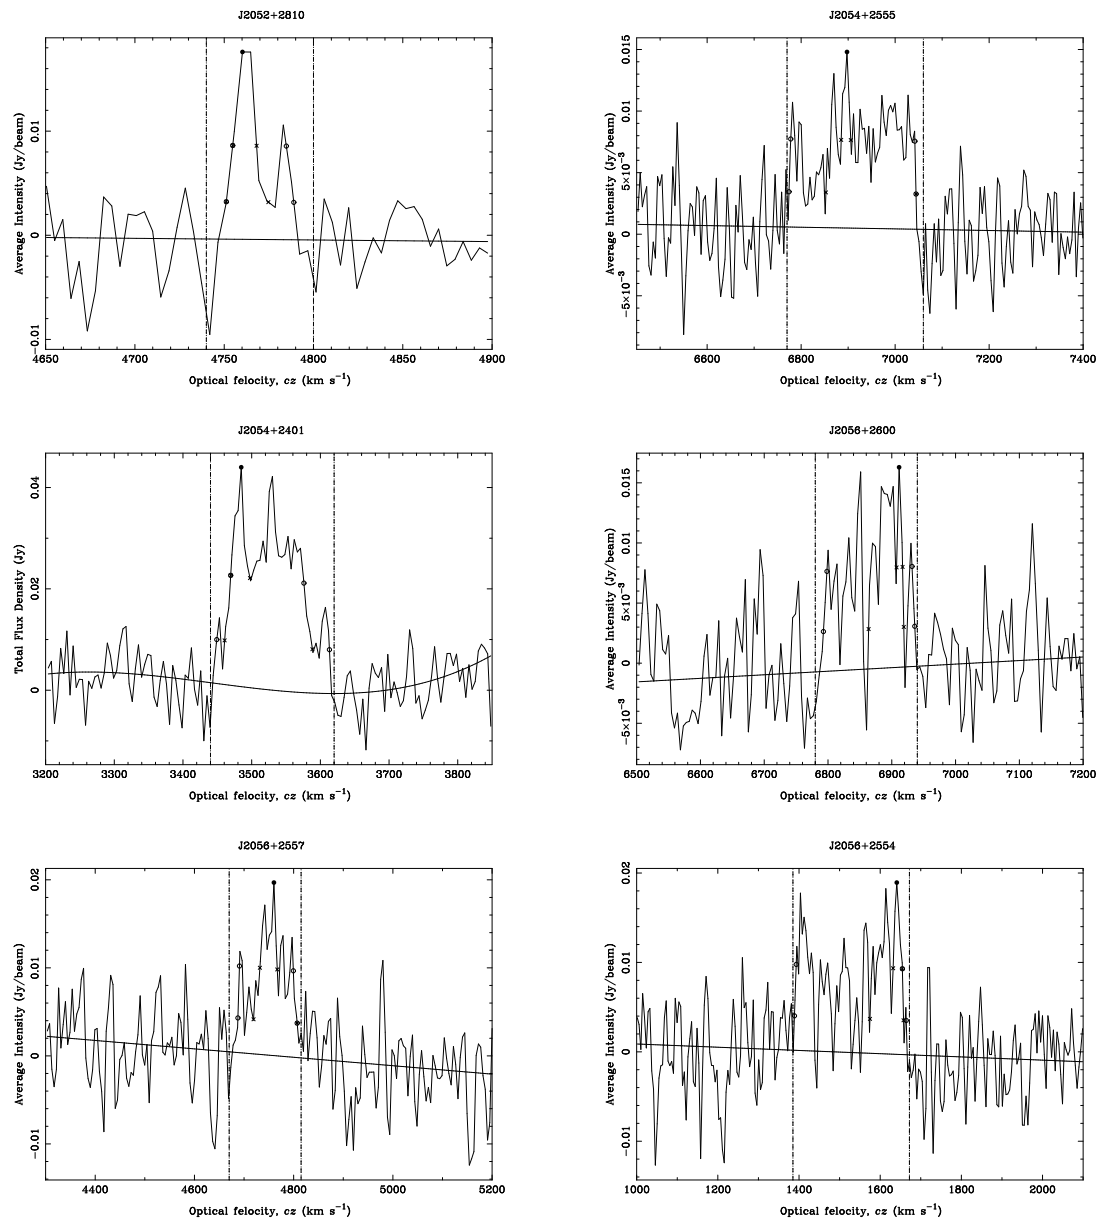 J2052+2810
Average Intensity (Jy/beam)
−0.01 0 0.01
4650 4700 4750 4800 4850 4900
Optical felocity, cz (km s−1)
J2054+2555
Average Intensity (Jy/beam)
−5×10−3 0 5×10−3 0.01 0.015
6600 6800 7000 7200 7400
Optical felocity, cz (km s−1)
J2054+2401
Total Flux Density (Jy)
0 0.02 0.04
3200 3300 3400 3500 3600 3700 3800
Optical felocity, cz (km s−1)
J2056+2600
Average Intensity (Jy/beam)
−5×10−3 0 5×10−3 0.01 0.015
6500 6600 6700 6800 6900 7000 7100 7200
Optical felocity, cz (km s−1)
J2056+2557
Average Intensity (Jy/beam)
−0.01 0 0.01 0.02
4400 4600 4800 5000 5200
Optical felocity, cz (km s−1)
J2056+2554
Average Intensity (Jy/beam)
−0.01 0 0.01 0.02
1000 1200 1400 1600 1800 2000
Optical felocity, cz (km s−1)